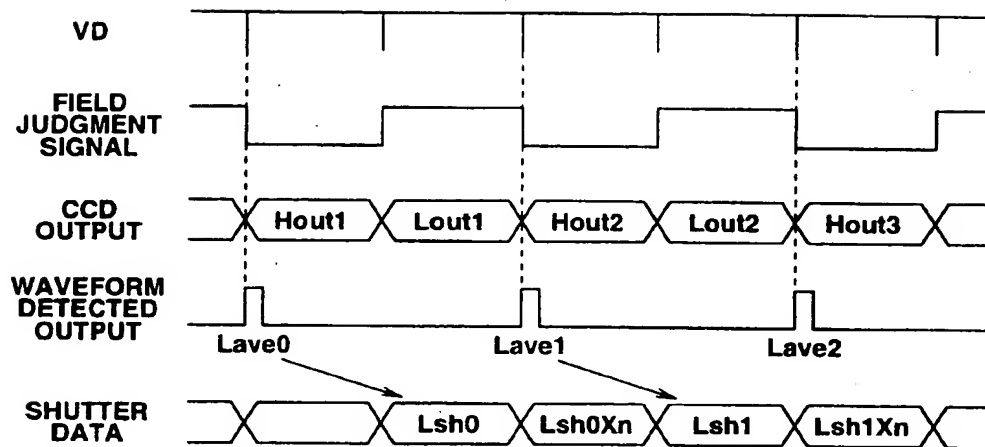 VD
FIELD
JUDGMENT
SIGNAL
CCD
OUTPUT
Hout1 Lout1 Hout2 Lout2 Hout3
WAVEFORM
DETECTED
OUTPUT
Lave0 Lave1 Lave2
SHUTTER
DATA
Lsh0 Lsh0Xn Lsh1 Lsh1Xn